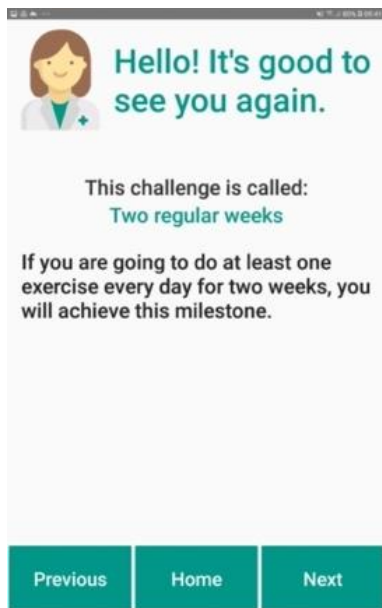 Hello! It's good to
see you again.
This challenge is called:
Two regular weeks
If you are going to do at least one
exercise every day for two weeks, you
will achieve this milestone.
Previous
Home
Next